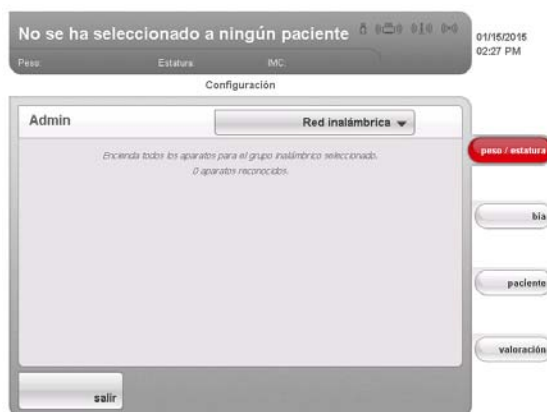 No se ha seleccionado a ningún paciente
01/15/2015
02:27 PM
Peso: Estatura: IMC:
Configuración
Admin
Red inalámbrica
Encienda todos los aparatos para el grupo inalámbrico seleccionado.
0 aparatos reconocidos.
peso / estatura
bia
paciente
valoración
salir